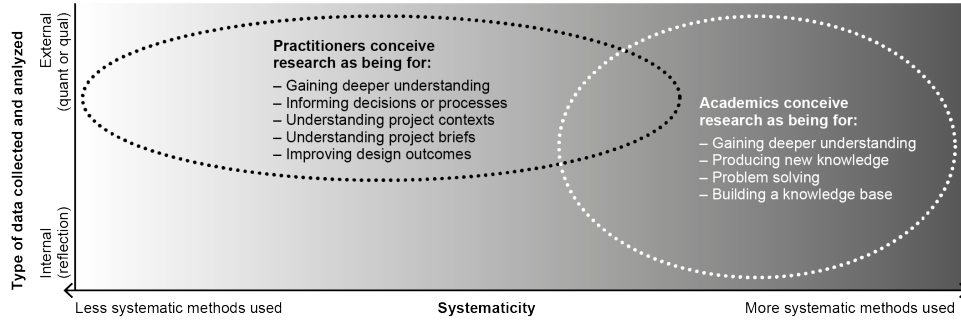 Type of data collected and analyzed
External
(quant or qual)
Internal
(reflection)
Practitioners conceive
research as being for:
– Gaining deeper understanding
– Informing decisions or processes
– Understanding project contexts
– Understanding project briefs
– Improving design outcomes
Academics conceive
research as being for:
– Gaining deeper understanding
– Producing new knowledge
– Problem solving
– Building a knowledge base
Less systematic methods used
Systematicity
More systematic methods used